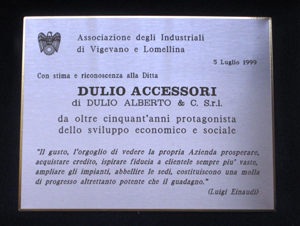 Associazione degli Industriali
di Vigevano e Lomellina
5 Luglio 1999
Con stima e riconoscenza alla Ditta
DULIO ACCESSORI
di DULIO ALBERTO & C. S.r.l.
da oltre cinquant'anni protagonista
dello sviluppo economico e sociale
"Il gusto, l'orgoglio di vedere la propria Azienda prosperare,
acquistare credito, ispirare fiducia a clientele sempre piu' vaste,
ampliare gli impianti, abbellire le sedi, costituiscono una molla
di progresso altrettanto potente che il guadagno."
(Luigi Einaudi)